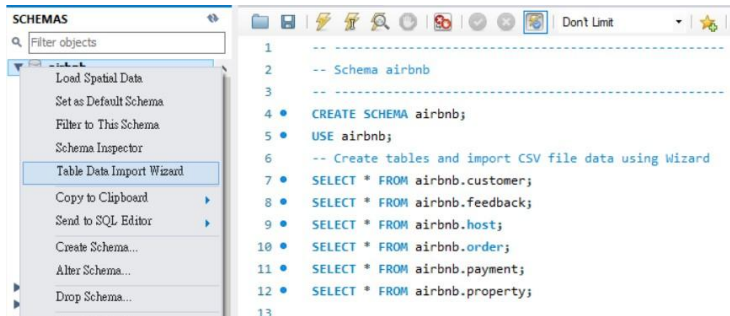 SCHEMAS
Filter objects
airbnb
Load Spatial Data
Set as Default Schema
Filter to This Schema
Schema Inspector
Table Data Import Wizard
Copy to Clipboard
Send to SQL Editor
Create Schema...
Alter Schema...
Drop Schema...
Don't Limit
1 -- ----------------------------------------------------
2 -- Schema airbnb
3 -- ----------------------------------------------------
4 CREATE SCHEMA airbnb;
5 USE airbnb;
6 -- Create tables and import CSV file data using Wizard
7 SELECT * FROM airbnb.customer;
8 SELECT * FROM airbnb.feedback;
9 SELECT * FROM airbnb.host;
10 SELECT * FROM airbnb.order;
11 SELECT * FROM airbnb.payment;
12 SELECT * FROM airbnb.property;
13